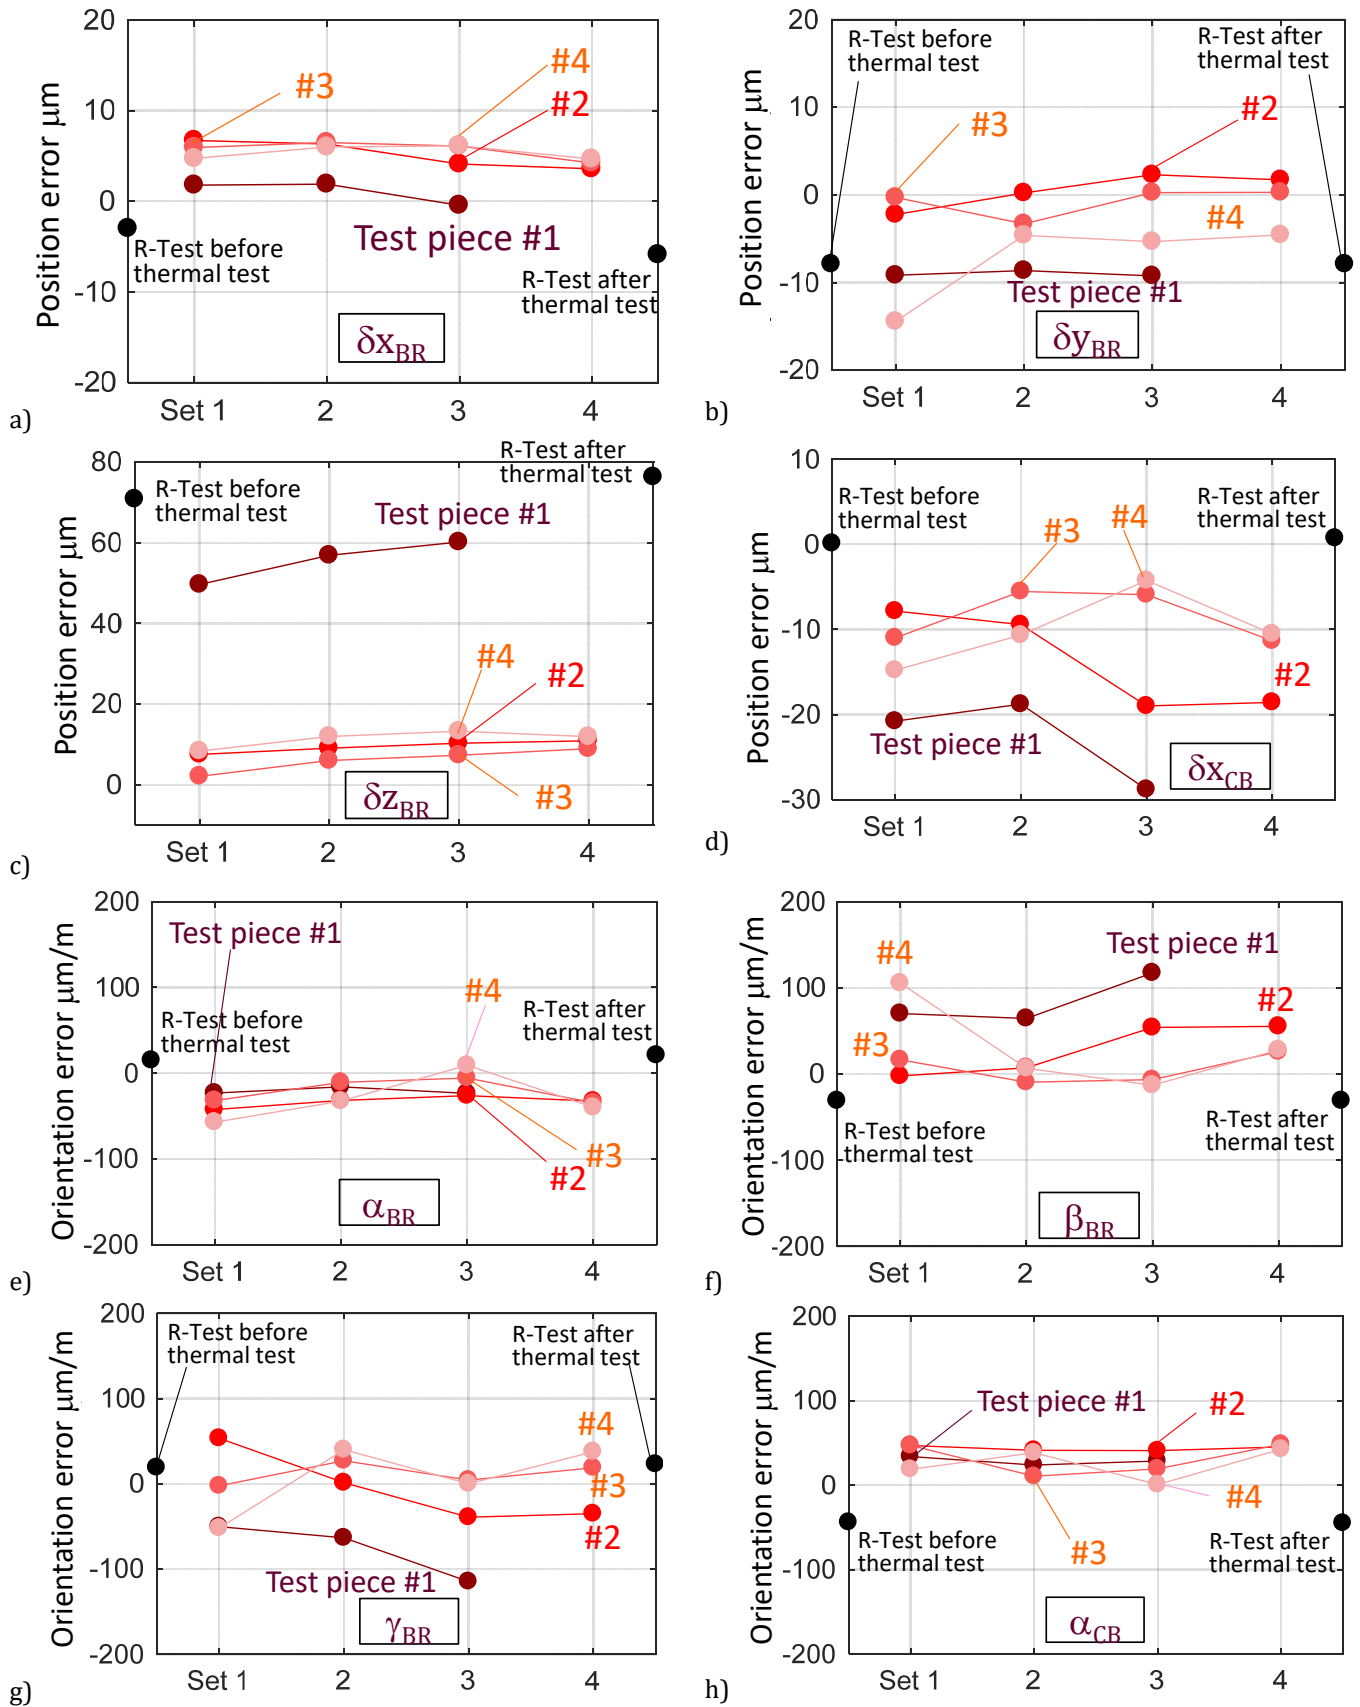 20
10
0
-10
-20
Position error μm
#3
#4
#2
Test piece #1
R-Test before
thermal test
R-Test after
thermal test
δxBR
Set 1 2 3 4
a)
20
10
0
-10
-20
Position error μm
R-Test before
thermal test
R-Test after
thermal test
#3
#2
#4
Test piece #1
δyBR
Set 1 2 3 4
b)
80
60
40
20
0
Position error μm
R-Test before
thermal test
R-Test after
thermal test
Test piece #1
#4
#2
#3
δzBR
Set 1 2 3 4
c)
10
0
-10
-20
-30
Position error μm
R-Test before
thermal test
R-Test after
thermal test
#3
#4
#2
Test piece #1
δxCB
Set 1 2 3 4
d)
200
100
0
-100
-200
Orientation error μm/m
Test piece #1
R-Test before
thermal test
#4
R-Test after
thermal test
#3
#2
αBR
Set 1 2 3 4
e)
200
100
0
-100
-200
Orientation error μm/m
#4
Test piece #1
#2
#3
R-Test before
thermal test
R-Test after
thermal test
βBR
Set 1 2 3 4
f)
200
100
0
-100
-200
Orientation error μm/m
R-Test before
thermal test
R-Test after
thermal test
#4
#3
#2
Test piece #1
γBR
Set 1 2 3 4
g)
200
100
0
-100
-200
Orientation error μm/m
Test piece #1
#2
#4
#3
R-Test before
thermal test
R-Test after
thermal test
αCB
Set 1 2 3 4
h)